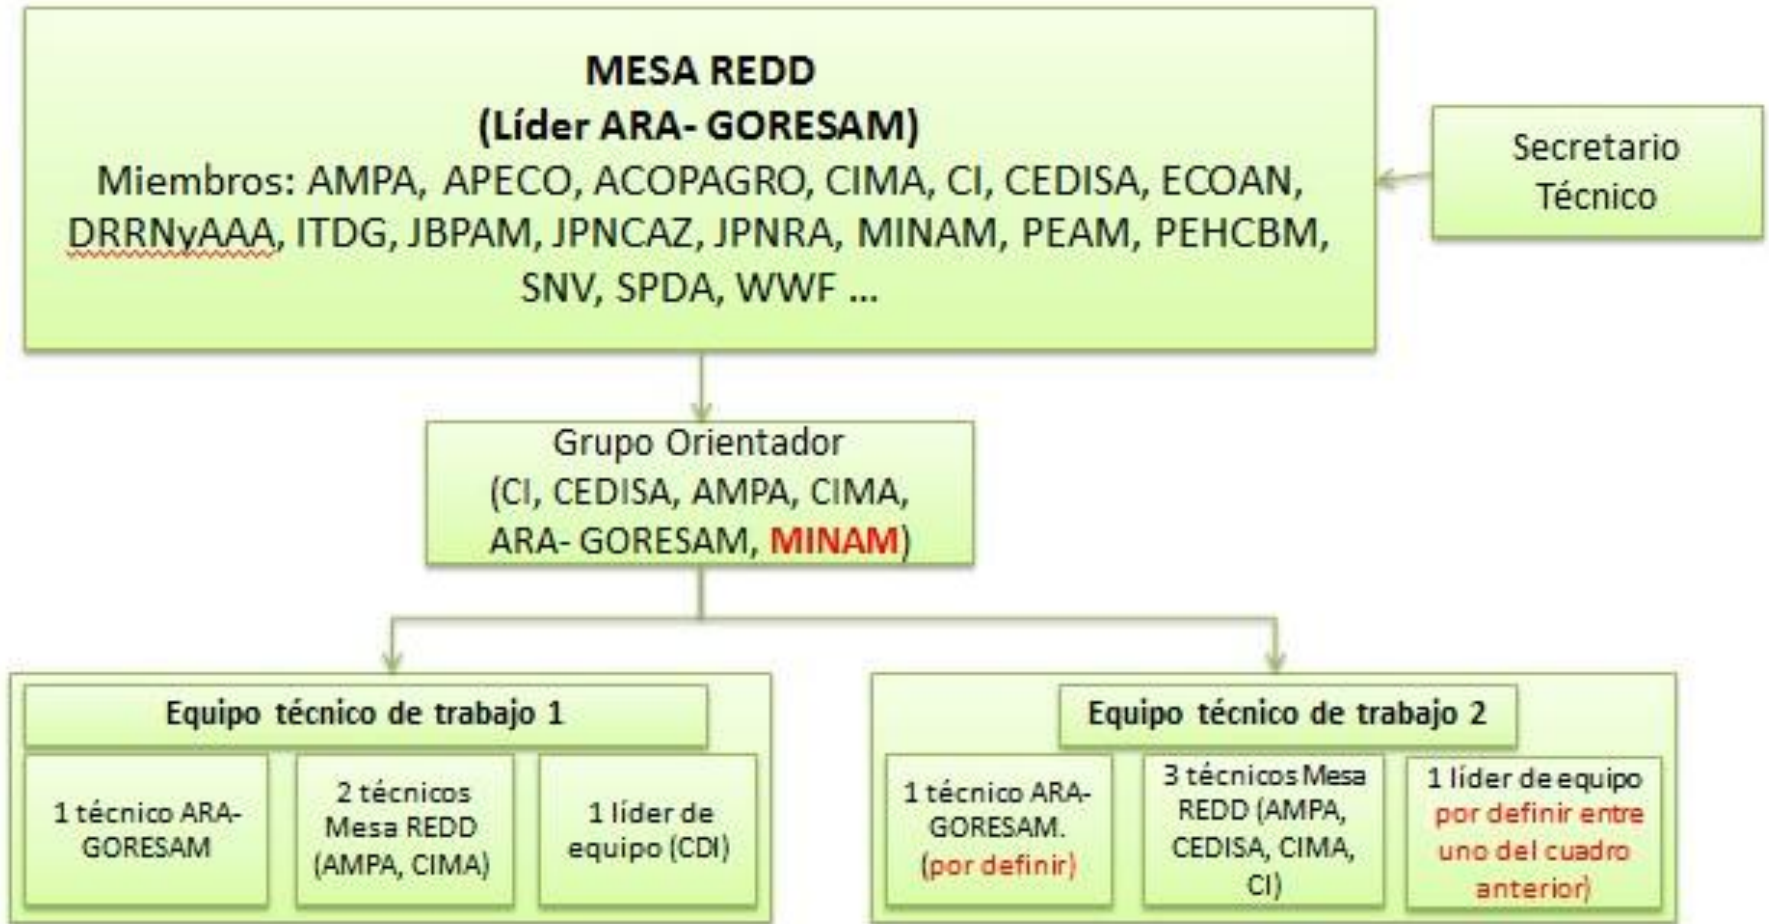 MESA REDD
(Líder ARA- GORESAM)
Miembros: AMPA, APECO, ACOPAGRO, CIMA, CI, CEDISA, ECOAN,
DRRNyAAA, ITDG, JBPAM, JPNCAZ, JPNRA, MINAM, PEAM, PEHCBM,
SNV, SPDA, WWF ...
Secretario
Técnico
Grupo Orientador
(CI, CEDISA, AMPA, CIMA,
ARA- GORESAM, MINAM)
Equipo técnico de trabajo 1
1 técnico ARA-
GORESAM
2 técnicos
Mesa REDD
(AMPA, CIMA)
1 líder de
equipo (CDI)
Equipo técnico de trabajo 2
1 técnico ARA-
GORESAM.
(por definir)
3 técnicos Mesa
REDD (AMPA,
CEDISA, CIMA,
CI)
1 líder de equipo
por definir entre
uno del cuadro
anterior)